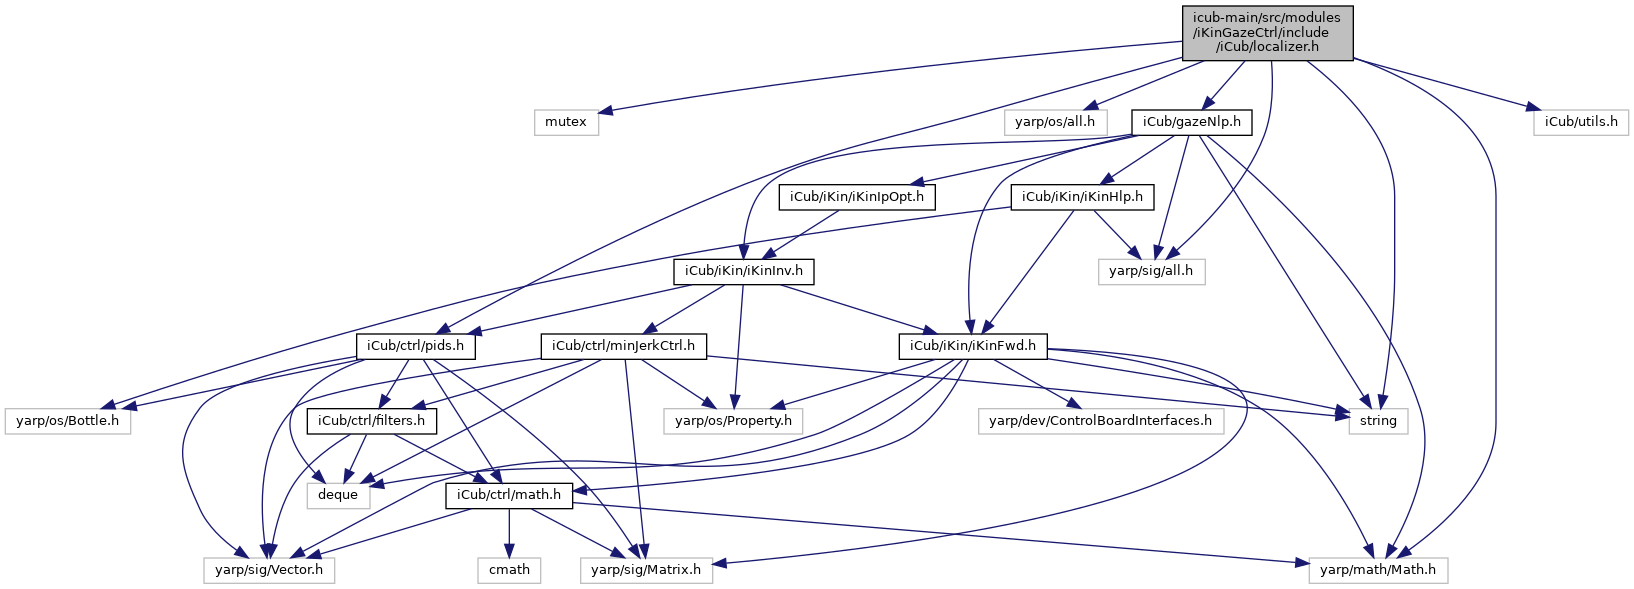 icub-main/src/modules
/iKinGazeCtrl/include
/iCub/localizer.h
mutex
yarp/os/all.h
iCub/gazeNlp.h
iCub/utils.h
iCub/iKin/iKinIpOpt.h
iCub/iKin/iKinHlp.h
iCub/iKin/iKinInv.h
yarp/sig/all.h
iCub/ctrl/pids.h
iCub/ctrl/minJerkCtrl.h
iCub/iKin/iKinFwd.h
yarp/os/Bottle.h
iCub/ctrl/filters.h
yarp/os/Property.h
yarp/dev/ControlBoardInterfaces.h
string
deque
iCub/ctrl/math.h
yarp/sig/Vector.h
cmath
yarp/sig/Matrix.h
yarp/math/Math.h